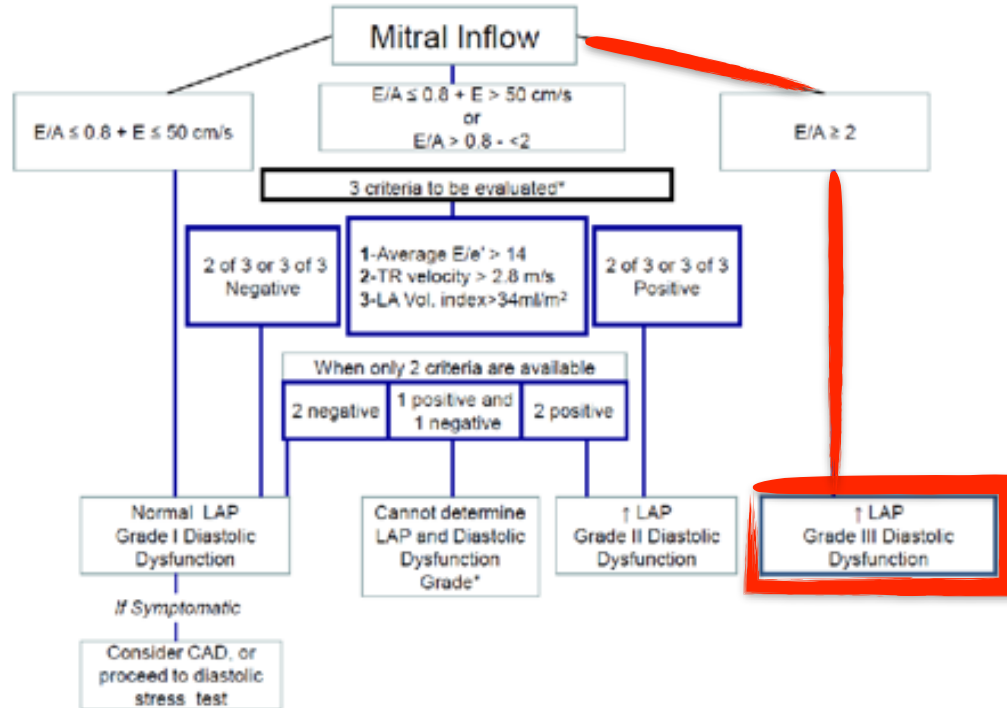 Mitral Inflow
E/A ≤ 0.8 + E ≤ 50 cm/s
E/A ≤ 0.8 + E > 50 cm/s
or
E/A > 0.8 - <2
E/A ≥ 2
3 criteria to be evaluated*
2 of 3 or 3 of 3
Negative
1-Average E/e' > 14
2-TR velocity > 2.8 m/s
3-LA Vol. index>34ml/m²
2 of 3 or 3 of 3
Positive
When only 2 criteria are available
2 negative
1 positive and
1 negative
2 positive
Normal LAP
Grade I Diastolic
Dysfunction
Cannot determine
LAP and Diastolic
Dysfunction
Grade*
↑ LAP
Grade II Diastolic
Dysfunction
↑ LAP
Grade III Diastolic
Dysfunction
If Symptomatic
Consider CAD, or
proceed to diastolic
stress test